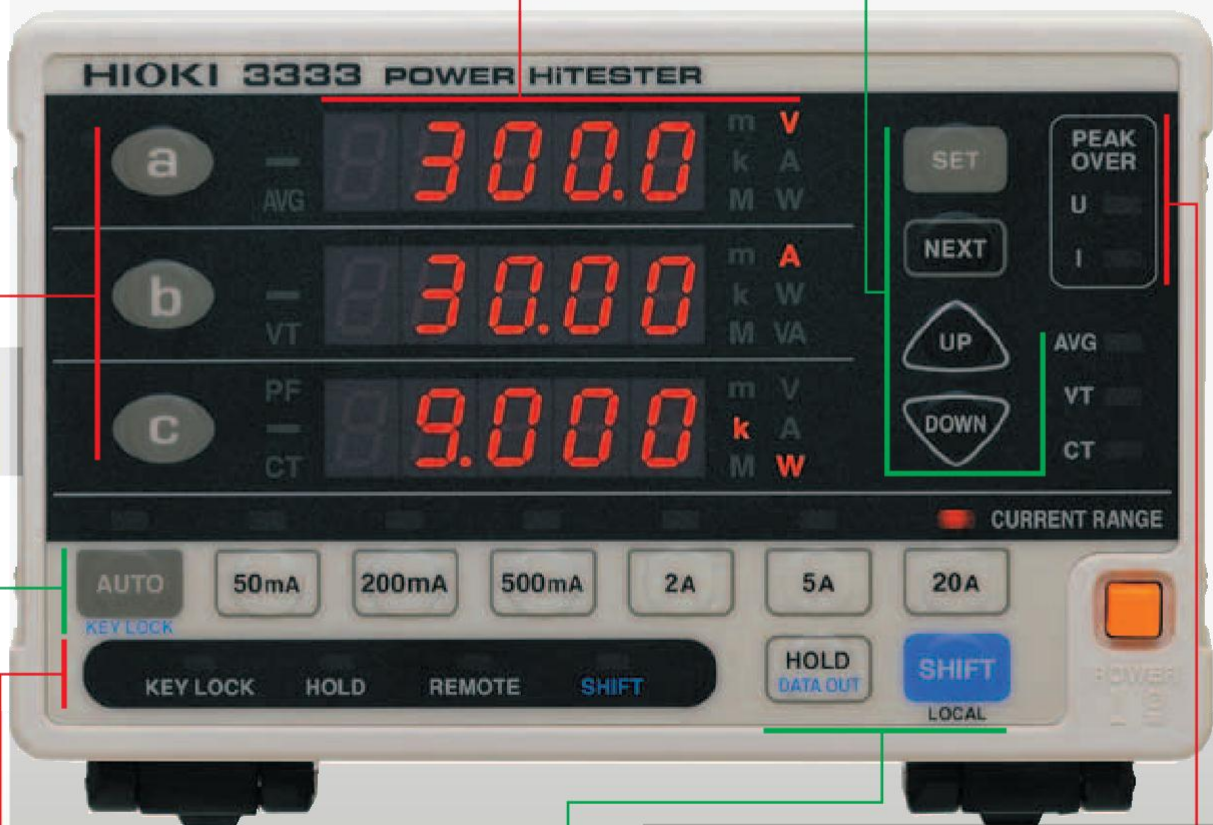 HIOKI 3333 POWER HiTESTER
a
AVG
300.0
m V
k A
M W
b
VT
30.00
m A
k W
M VA
c
PF
CT
9.000
m V
k A
M W
SET
NEXT
UP
DOWN
PEAK
OVER
U
I
AVG
VT
CT
CURRENT RANGE
AUTO
KEY LOCK
50mA
200mA
500mA
2A
5A
20A
KEY LOCK HOLD REMOTE SHIFT
HOLD
DATA OUT
SHIFT
LOCAL
POWER